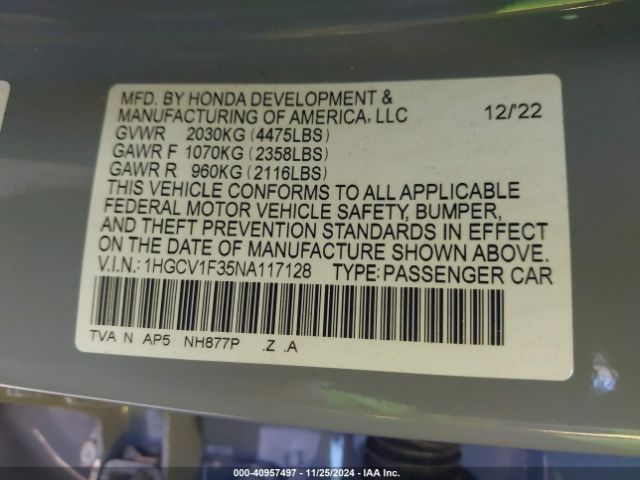 MFD. BY HONDA DEVELOPMENT &
MANUFACTURING OF AMERICA, LLC 12/'22
GVWR 2030KG (4475LBS)
GAWR F 1070KG (2358LBS)
GAWR R 960KG (2116LBS)
THIS VEHICLE CONFORMS TO ALL APPLICABLE
FEDERAL MOTOR VEHICLE SAFETY, BUMPER,
AND THEFT PREVENTION STANDARDS IN EFFECT
ON THE DATE OF MANUFACTURE SHOWN ABOVE.
V.I.N.: 1HGCV1F35NA117128 TYPE: PASSENGER CAR
TVA N AP5 NH877P .Z .A
000-40957497 - 11/25/2024 - IAA Inc.